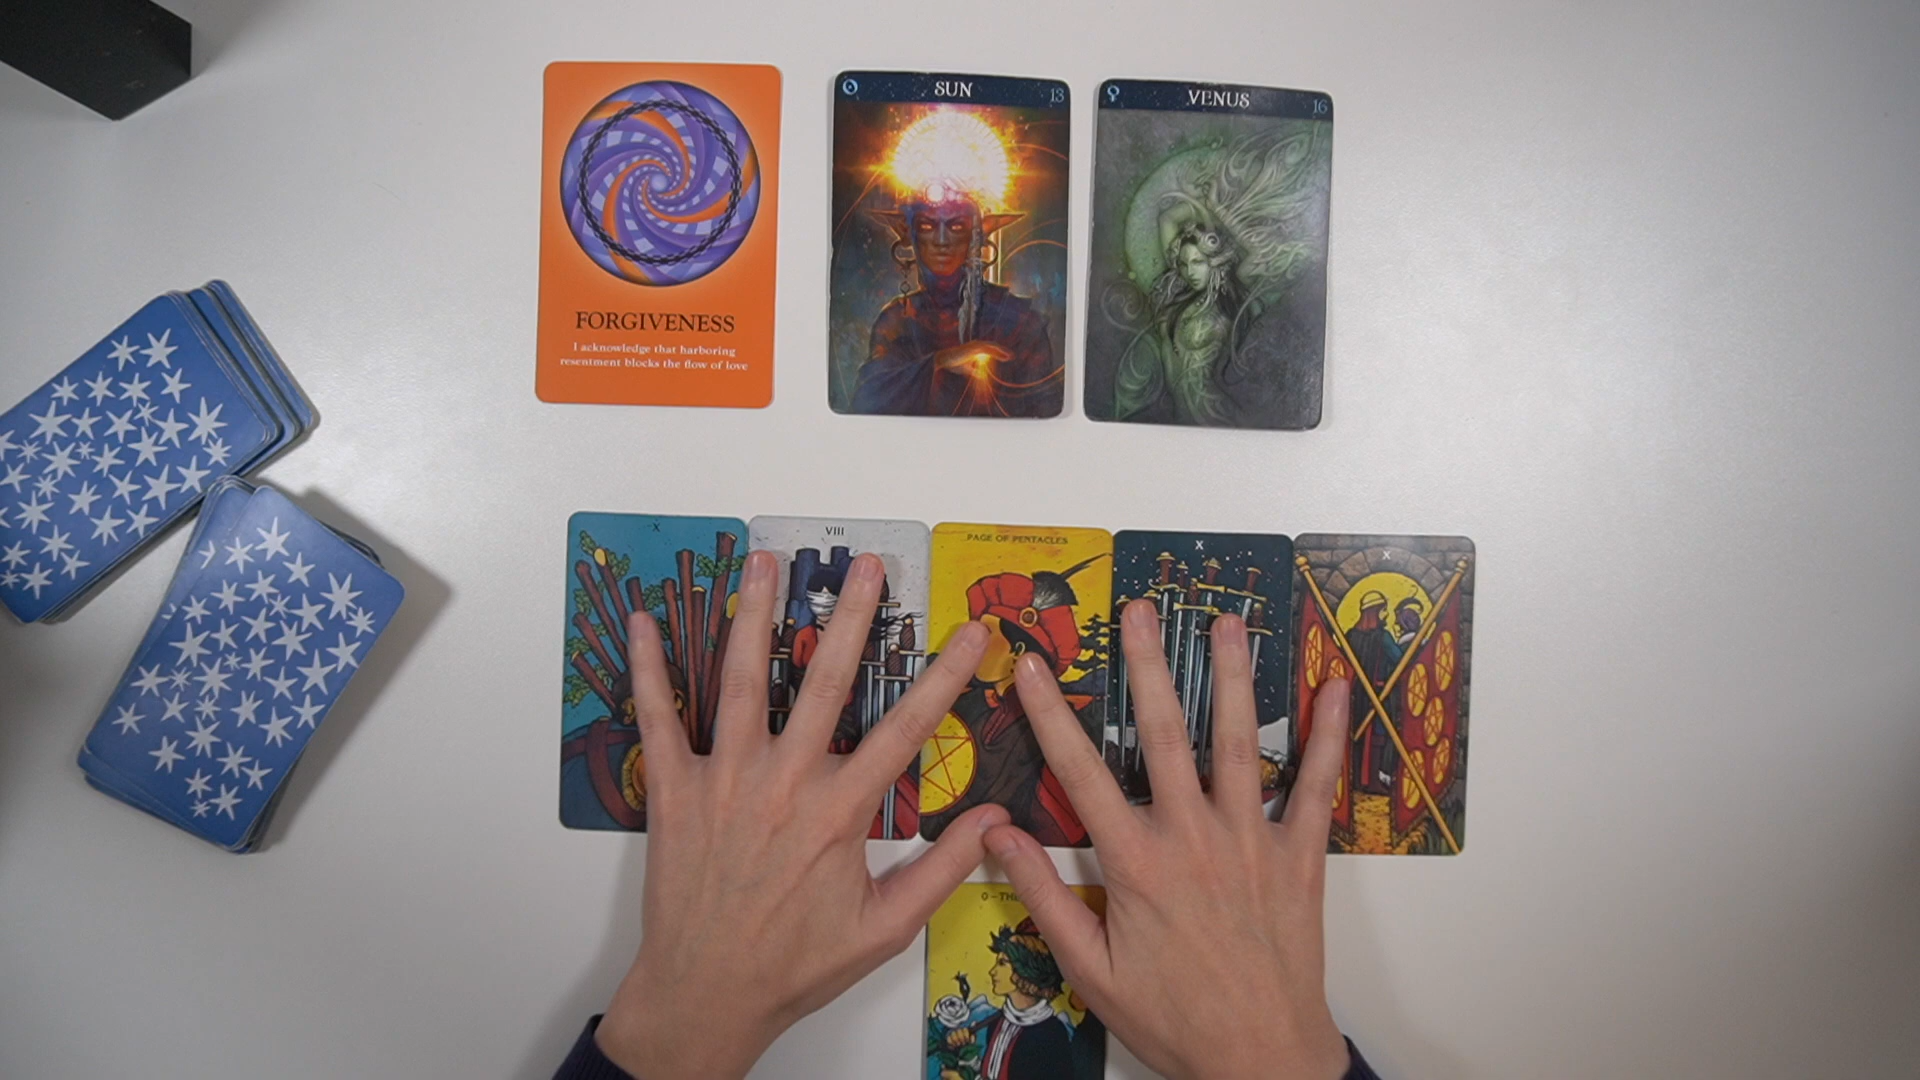 SUN
13
VENUS
16
FORGIVENESS
I acknowledge that harboring
resentment blocks the flow of love
X
VIII
PAGE OF PENTACLES
X
X
0-THE